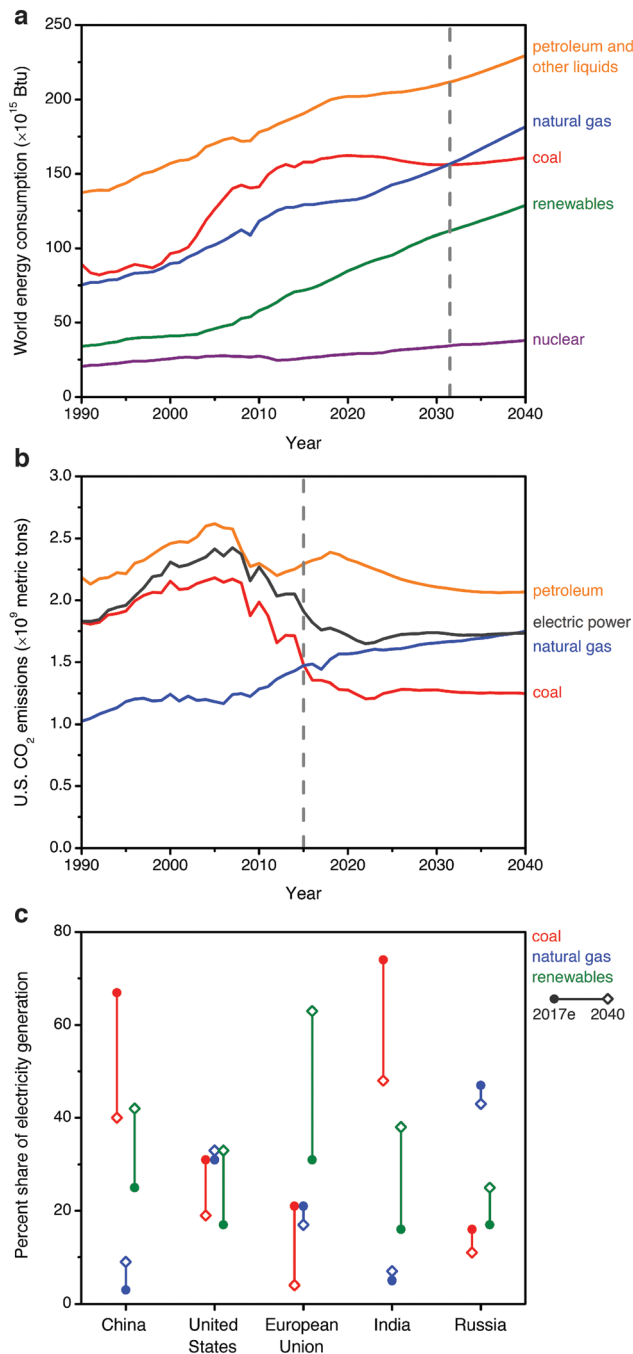 a
250
200
150
100
50
0
World energy consumption (×10¹⁵ Btu)
petroleum and
other liquids
natural gas
coal
renewables
nuclear
1990 2000 2010 2020 2030 2040
Year
b
3.0
2.5
2.0
1.5
1.0
0.5
0.0
U.S. CO₂ emissions (×10⁹ metric tons)
petroleum
electric power
natural gas
coal
1990 2000 2010 2020 2030 2040
Year
c
80
60
40
20
0
Percent share of electricity generation
coal
natural gas
renewables
2017e 2040
China United European India Russia
States Union